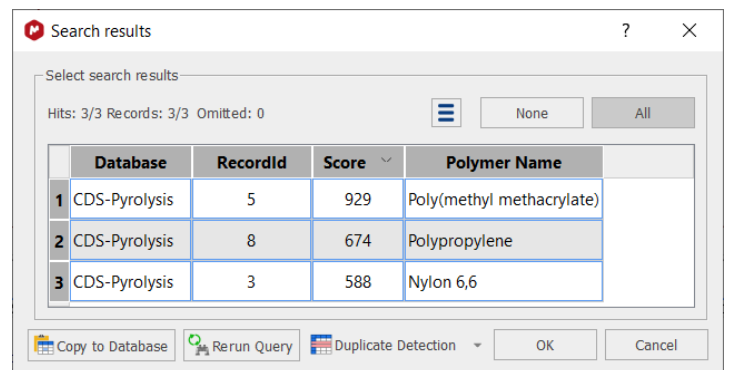 Search results
?
Select search results
Hits: 3/3 Records: 3/3 Omitted: 0
None
All
Database RecordId Score Polymer Name
1 CDS-Pyrolysis 5 929 Poly(methyl methacrylate)
2 CDS-Pyrolysis 8 674 Polypropylene
3 CDS-Pyrolysis 3 588 Nylon 6,6
Copy to Database Rerun Query Duplicate Detection OK Cancel